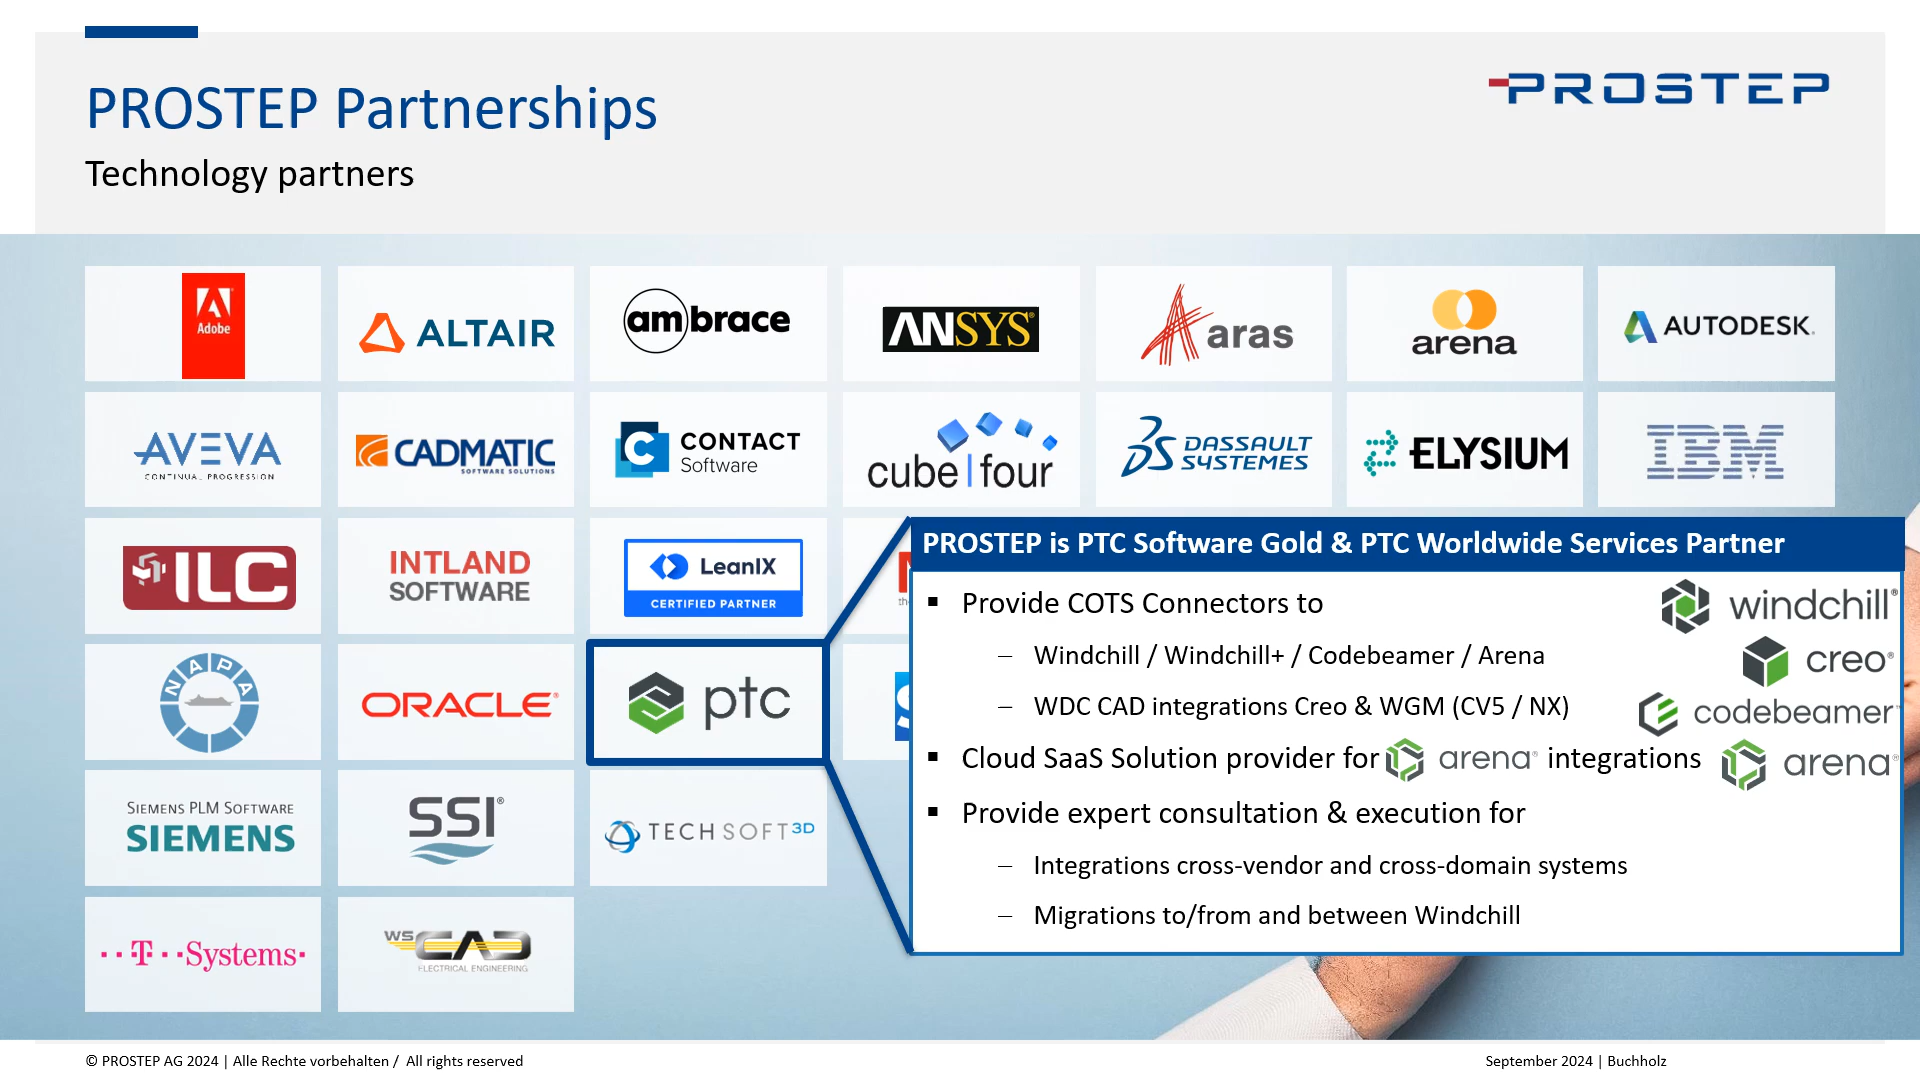 PROSTEP Partnerships
PROSTEP
Technology partners
Adobe
ALTAIR
ambrace
ANSYS®
aras
arena
AUTODESK.
AVEVA
CONTINUAL PROGRESSION
CADMATIC
SOFTWARE SOLUTIONS
CONTACT
Software
cube|four
DASSAULT
SYSTEMES
ELYSIUM
IBM
ILC
INTLAND
SOFTWARE
LeanIX
CERTIFIED PARTNER
NAPA
ORACLE®
ptc
SIEMENS PLM SOFTWARE
SIEMENS
SSI®
TECH SOFT 3D
T Systems
WS
CAD
ELECTRICAL ENGINEERING
PROSTEP is PTC Software Gold & PTC Worldwide Services Partner
▪ Provide COTS Connectors to
– Windchill / Windchill+ / Codebeamer / Arena
– WDC CAD integrations Creo & WGM (CV5 / NX)
▪ Cloud SaaS Solution provider for arena® integrations
▪ Provide expert consultation & execution for
– Integrations cross-vendor and cross-domain systems
– Migrations to/from and between Windchill
windchill®
creo®
codebeamer
arena®
© PROSTEP AG 2024 | Alle Rechte vorbehalten / All rights reserved
September 2024 | Buchholz